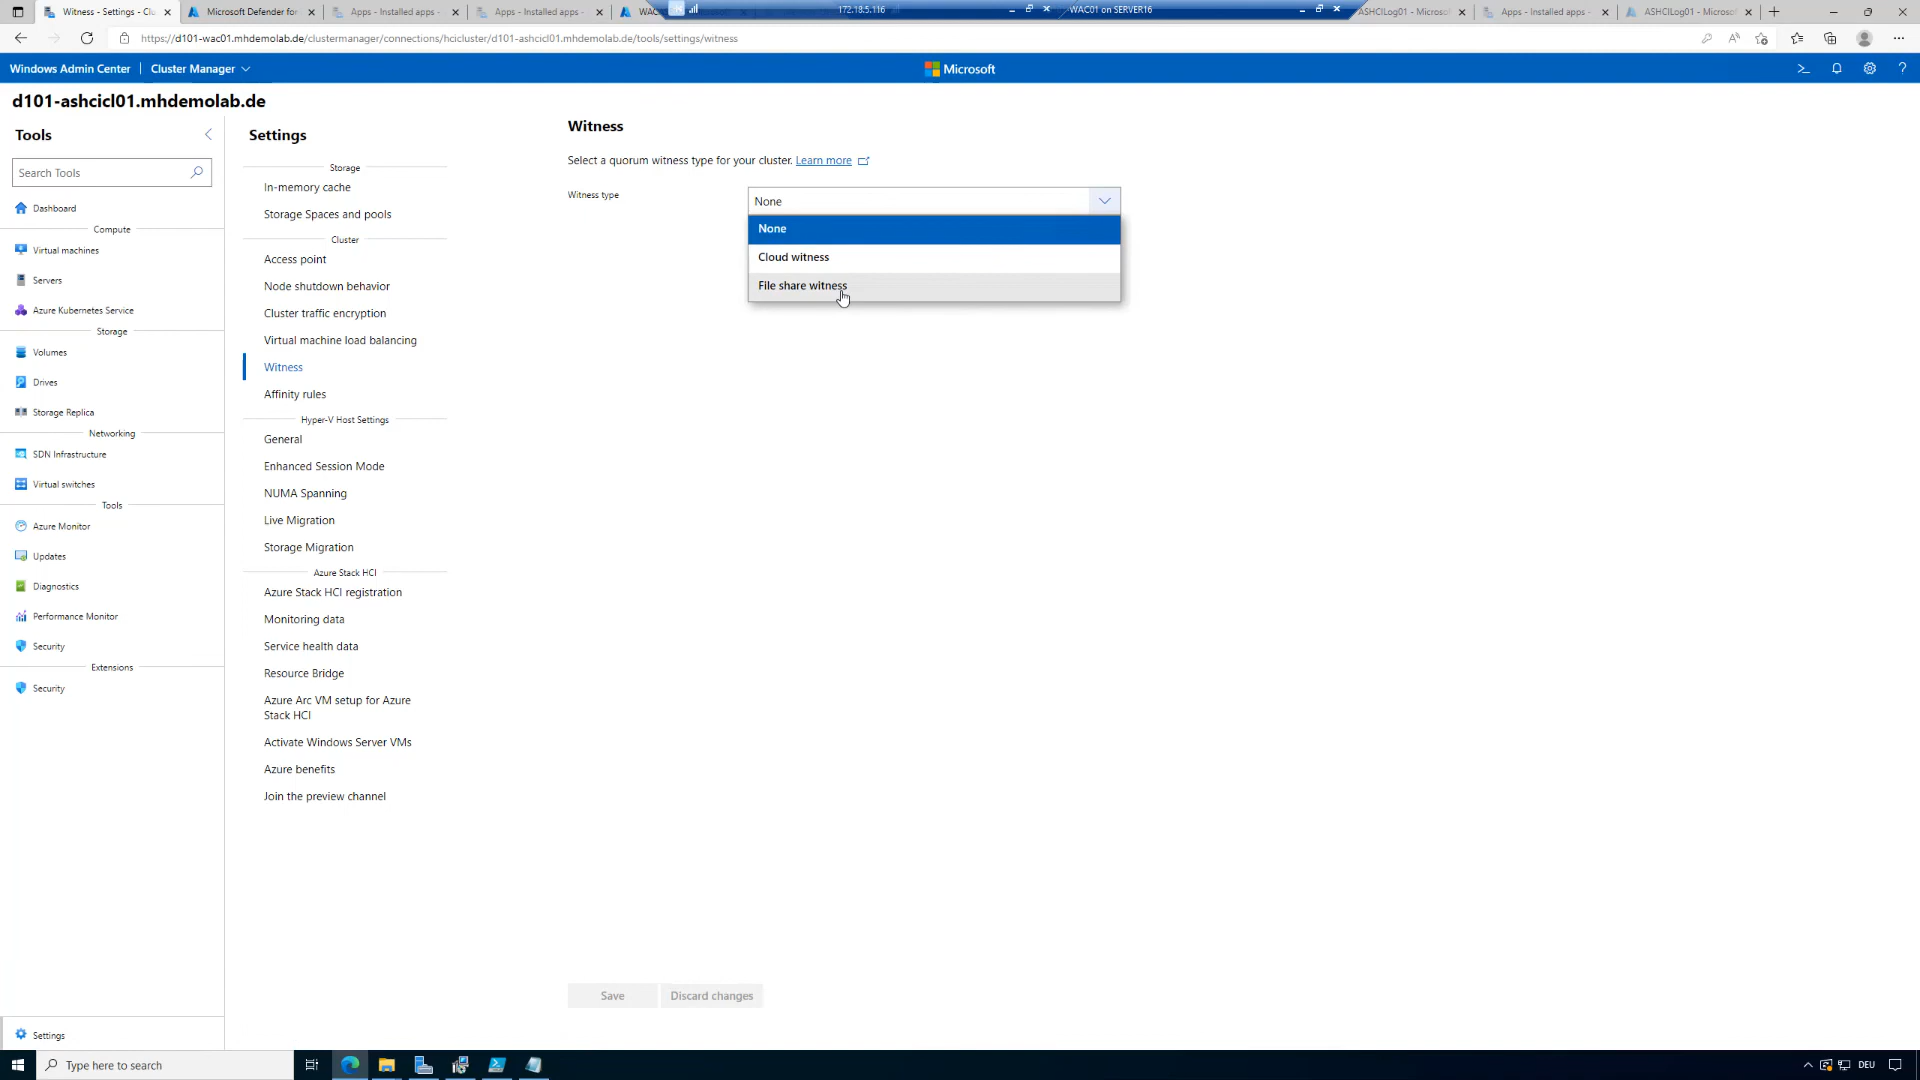 Witness - Settings - Clu
Microsoft Defender for
Apps - Installed apps -
Apps - Installed apps -
172.18.5.116
WAC01 on SERVER16
ASHCILog01 - Microsof
Apps - Installed apps -
ASHCILog01 - Microsof
https://d101-wac01.mhdemolab.de/clustermanager/connections/hcicluster/d101-ashcicl01.mhdemolab.de/tools/settings/witness
Windows Admin Center
Cluster Manager
Microsoft
d101-ashcicl01.mhdemolab.de
Tools
Search Tools
Dashboard
Compute
Virtual machines
Servers
Azure Kubernetes Service
Storage
Volumes
Drives
Storage Replica
Networking
SDN Infrastructure
Virtual switches
Tools
Azure Monitor
Updates
Diagnostics
Performance Monitor
Security
Extensions
Security
Settings
Settings
Storage
In-memory cache
Storage Spaces and pools
Cluster
Access point
Node shutdown behavior
Cluster traffic encryption
Virtual machine load balancing
Witness
Affinity rules
Hyper-V Host Settings
General
Enhanced Session Mode
NUMA Spanning
Live Migration
Storage Migration
Azure Stack HCI
Azure Stack HCI registration
Monitoring data
Service health data
Resource Bridge
Azure Arc VM setup for Azure
Stack HCI
Activate Windows Server VMs
Azure benefits
Join the preview channel
Witness
Select a quorum witness type for your cluster. Learn more
Witness type
None
None
Cloud witness
File share witness
Save
Discard changes
Type here to search
DEU